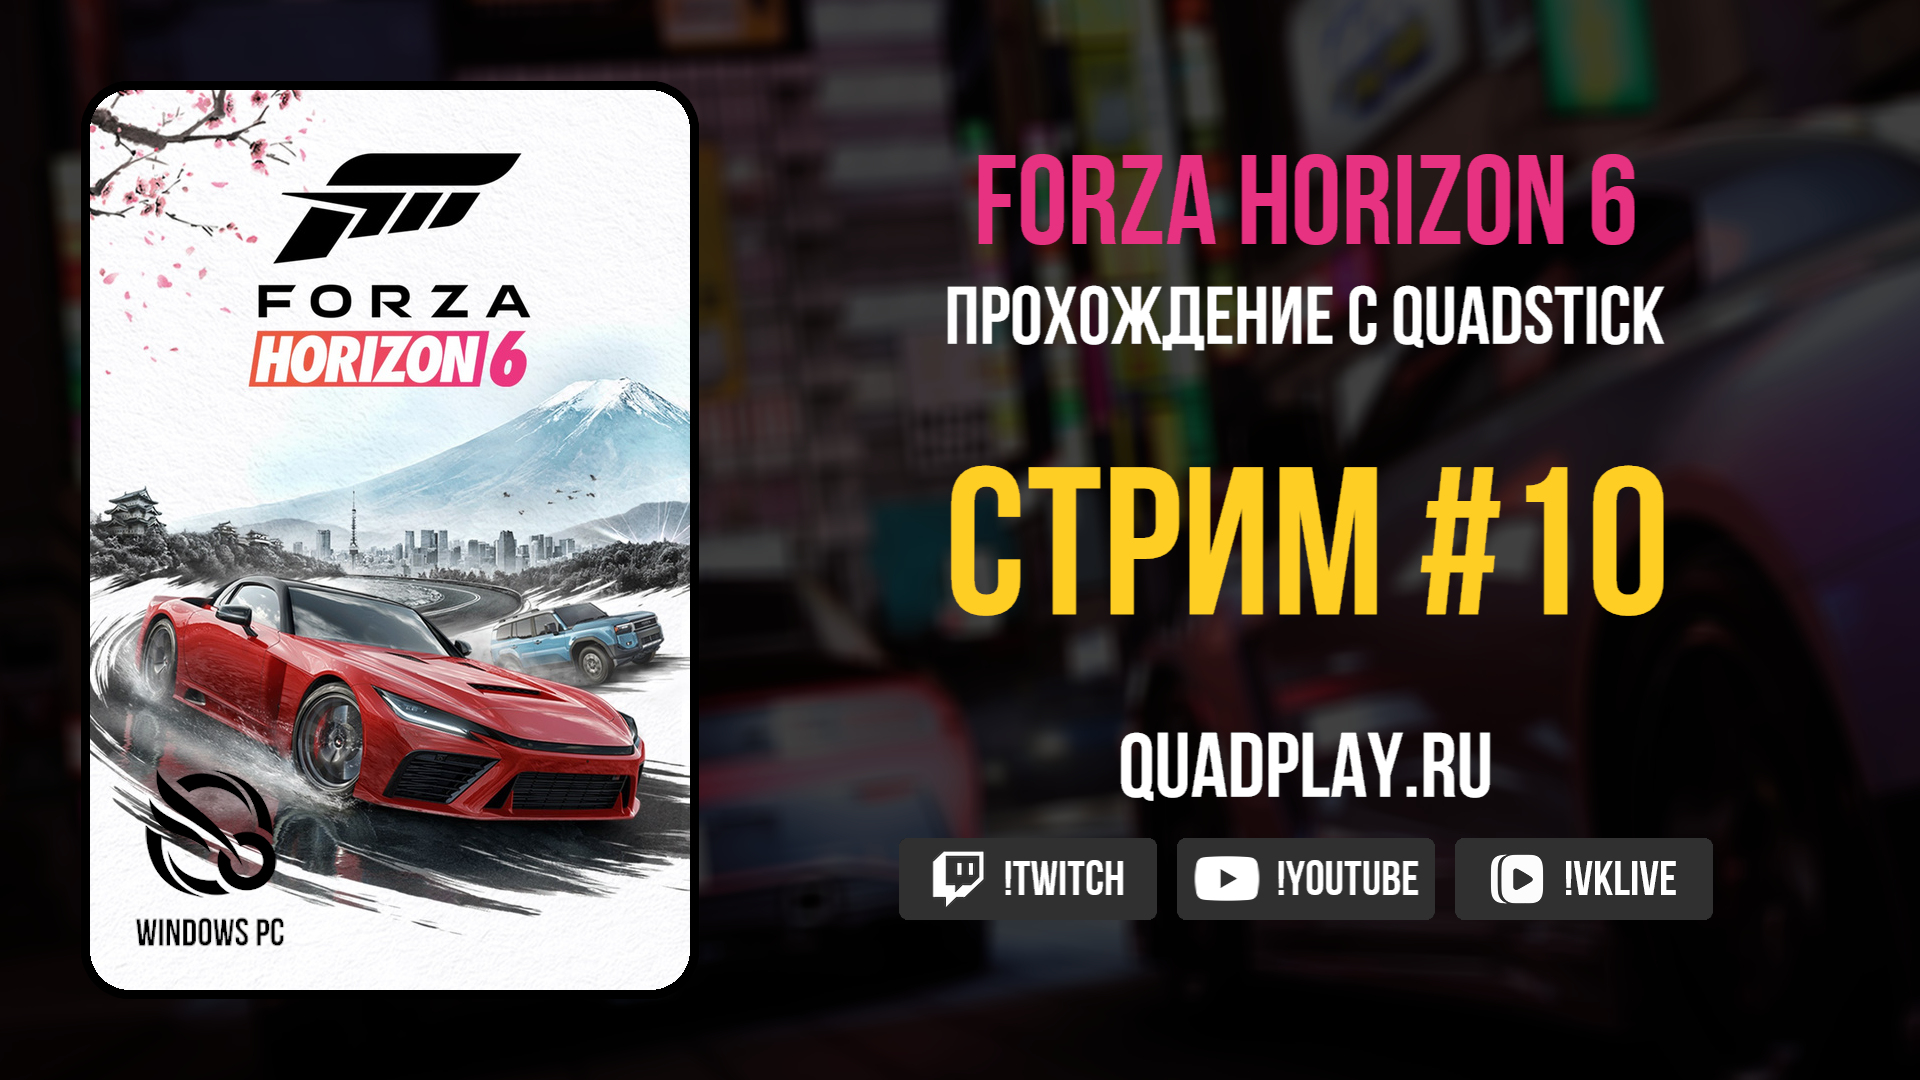 FORZA
HORIZON 6
WINDOWS PC
FORZA HORIZON 6
ПРОХОЖДЕНИЕ С QUADSTICK
СТРИМ #10
QUADPLAY.RU
!TWITCH
!YOUTUBE
!VKLIVE